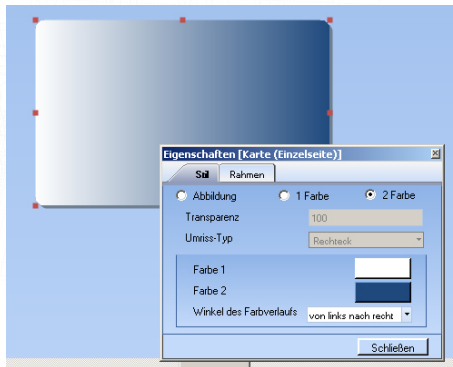 Eigenschaften [Karte (Einzelseite)]
Stil Rahmen
Abbildung 1 Farbe 2 Farbe
Transparenz 100
Umriss-Typ Rechteck
Farbe 1
Farbe 2
Winkel des Farbverlaufs von links nach recht
Schließen